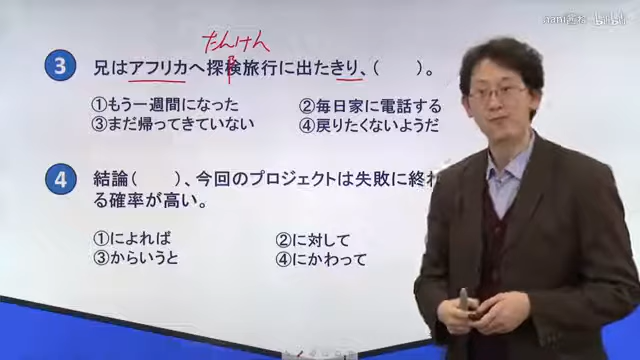 たんけん
3 兄はアフリカへ探検旅行に出たきり、（　　）。
①もう一週間になった ②毎日家に電話する
③まだ帰ってきていない ④戻りたくないようだ
4 結論（　　）、今回のプロジェクトは失敗に終わ
る確率が高い。
①によれば ②に対して
③からいうと ④にかわって
bilibili